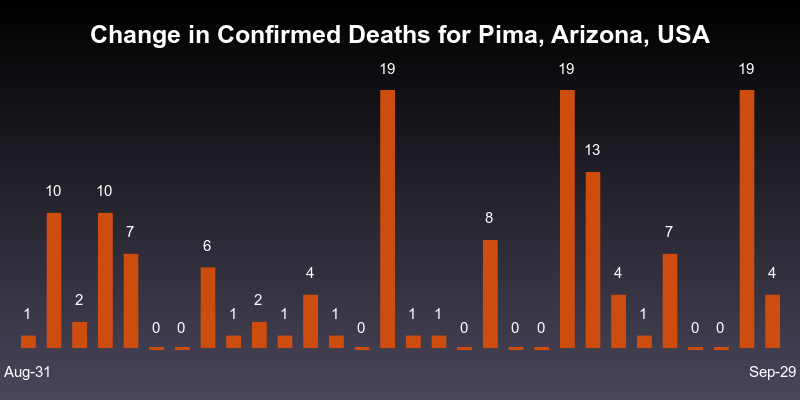 Change in Confirmed Deaths for Pima, Arizona, USA
1 10 2 10 7 0 0 6 1 2 1 4 1 0 19 1 1 0 8 0 0 19 13 4 1 7 0 0 19 4
Aug-31 Sep-29